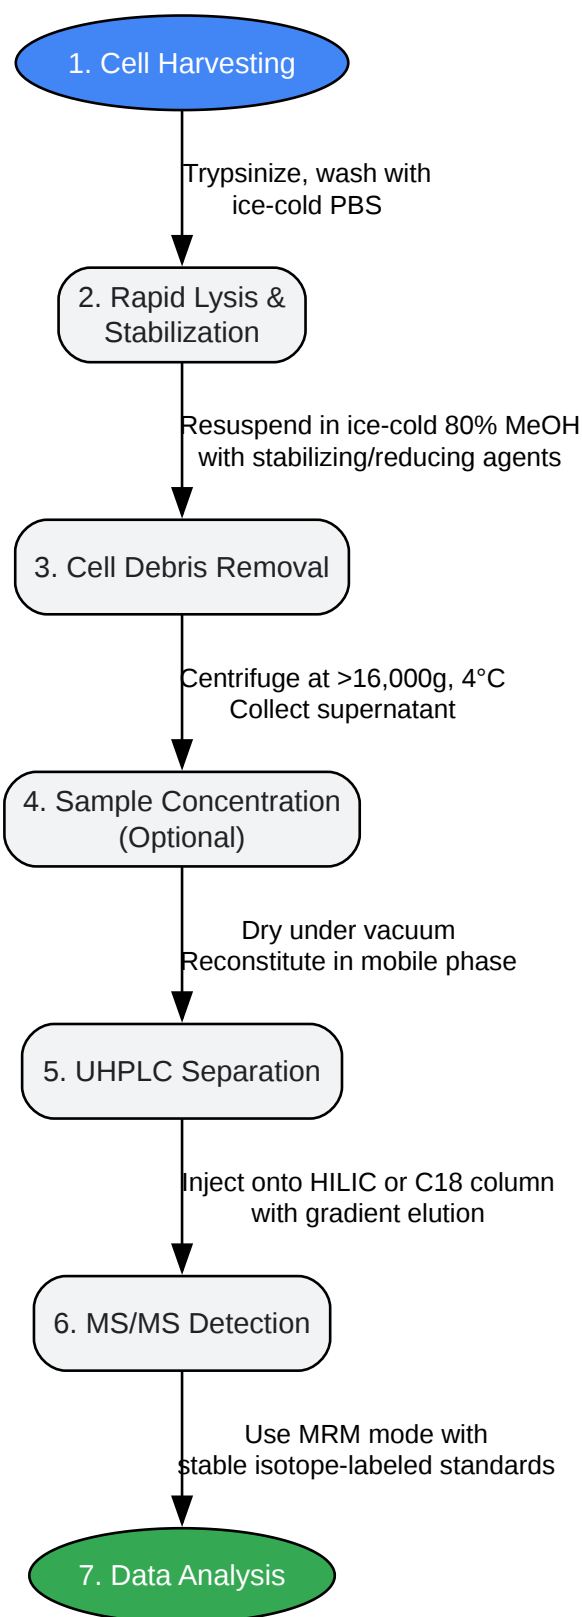 1. Cell Harvesting
Trypsinize, wash with
ice-cold PBS
2. Rapid Lysis &
Stabilization
Resuspend in ice-cold 80% MeOH
with stabilizing/reducing agents
3. Cell Debris Removal
Centrifuge at >16,000g, 4°C
Collect supernatant
4. Sample Concentration
(Optional)
Dry under vacuum
Reconstitute in mobile phase
5. UHPLC Separation
Inject onto HILIC or C18 column
with gradient elution
6. MS/MS Detection
Use MRM mode with
stable isotope-labeled standards
7. Data Analysis